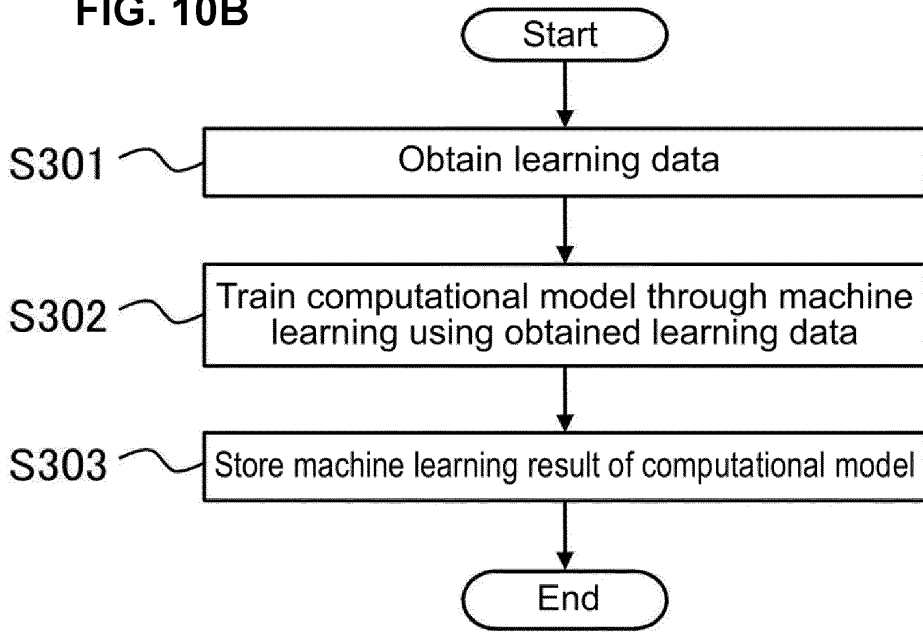 FIG. 10B
Start
S301
Obtain learning data
S302
Train computational model through machine
learning using obtained learning data
S303
Store machine learning result of computational model
End